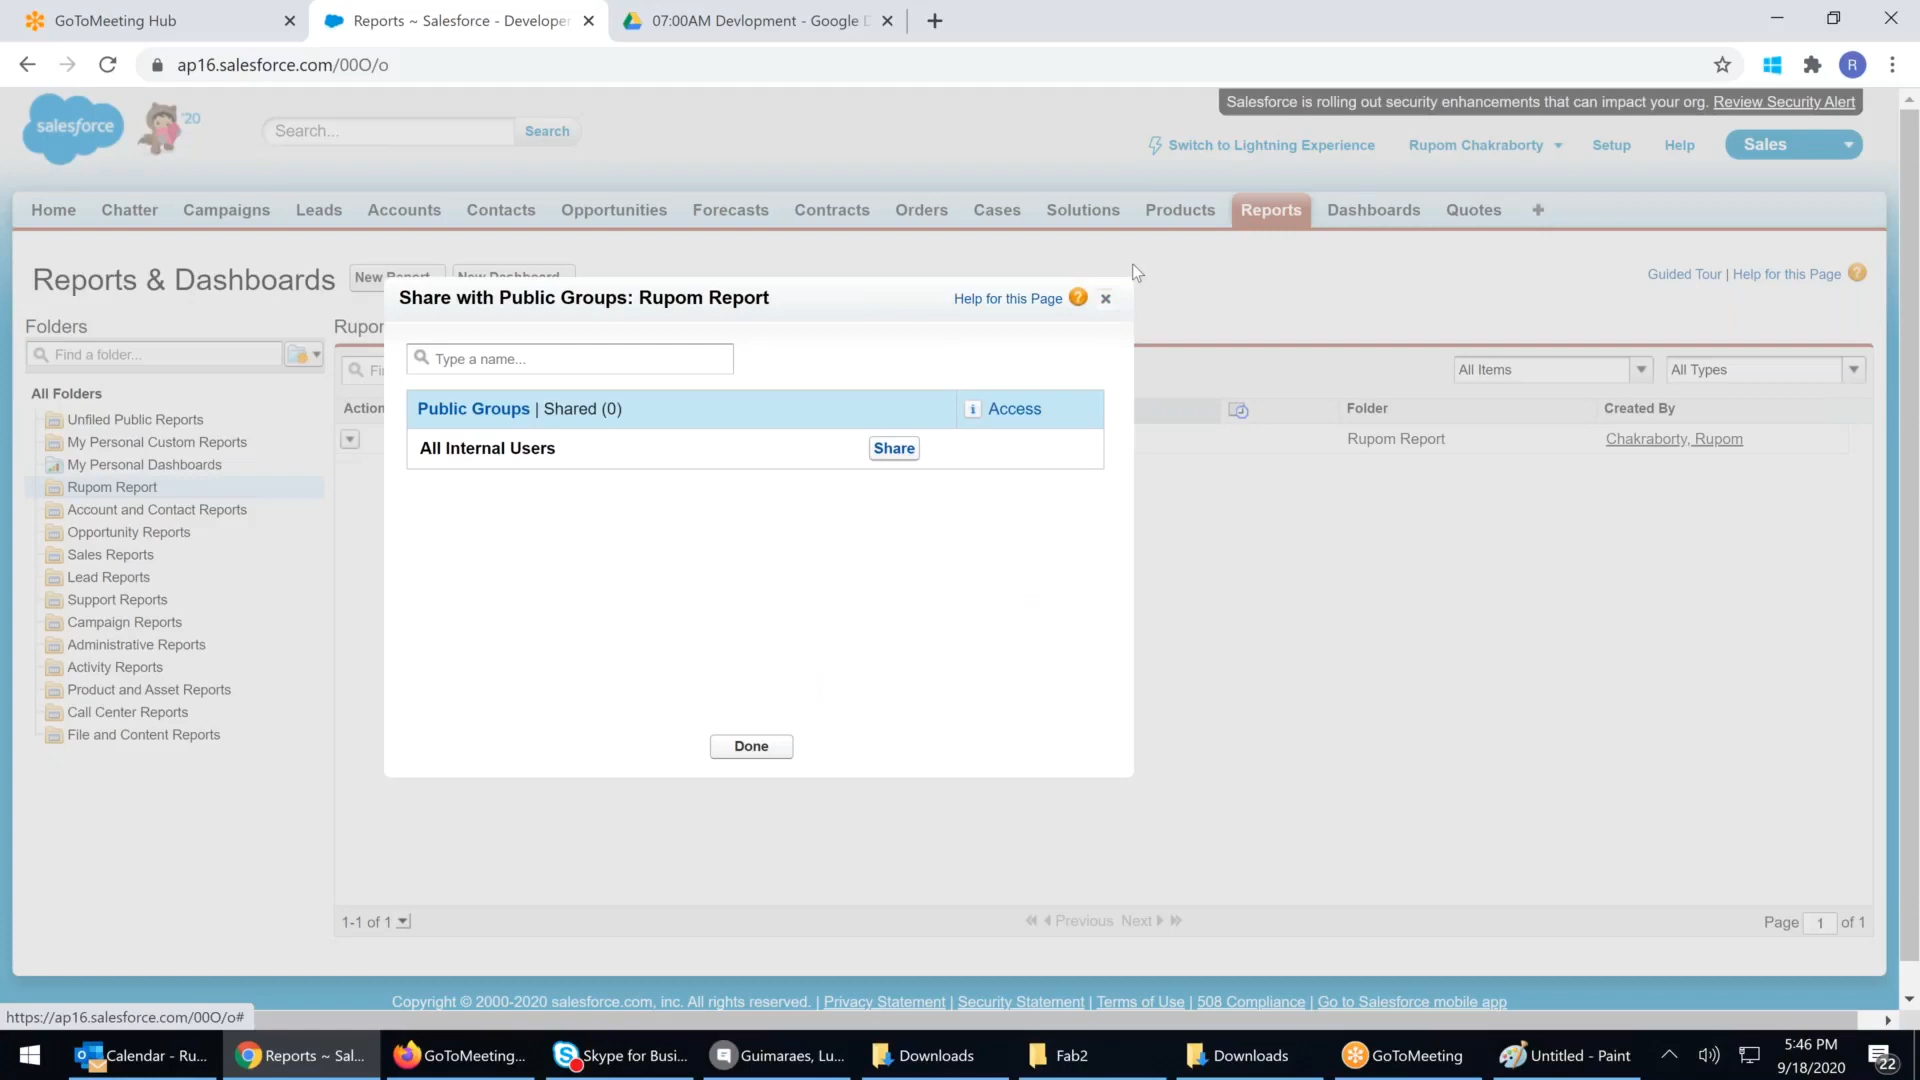 GoToMeeting Hub
Reports ~ Salesforce - Developer
07:00AM Devlopment - Google D
ap16.salesforce.com/00O/o
R
Salesforce is rolling out security enhancements that can impact your org. Review Security Alert
salesforce
'20
Search...
Search
Switch to Lightning Experience
Rupom Chakraborty
Setup
Help
Sales
Home
Chatter
Campaigns
Leads
Accounts
Contacts
Opportunities
Forecasts
Contracts
Orders
Cases
Solutions
Products
Reports
Dashboards
Quotes
Reports & Dashboards
New Report...
New Dashboard...
Guided Tour | Help for this Page
Folders
Find a folder...
All Folders
Unfiled Public Reports
My Personal Custom Reports
My Personal Dashboards
Rupom Report
Account and Contact Reports
Opportunity Reports
Sales Reports
Lead Reports
Support Reports
Campaign Reports
Administrative Reports
Activity Reports
Product and Asset Reports
Call Center Reports
File and Content Reports
Share with Public Groups: Rupom Report
Help for this Page
Type a name...
Public Groups | Shared (0)
Access
All Internal Users
Share
Done
All Items
All Types
Action
Folder
Created By
Rupom Report
Chakraborty, Rupom
1-1 of 1
Previous Next
Page 1 of 1
Copyright © 2000-2020 salesforce.com, inc. All rights reserved. | Privacy Statement | Security Statement | Terms of Use | 508 Compliance | Go to Salesforce mobile app
https://ap16.salesforce.com/00O/o#
Calendar - Ru...
Reports ~ Sal...
GoToMeeting...
Skype for Busi...
Guimaraes, Lu...
Downloads
Fab2
Downloads
GoToMeeting
Untitled - Paint
5:46 PM
9/18/2020
22